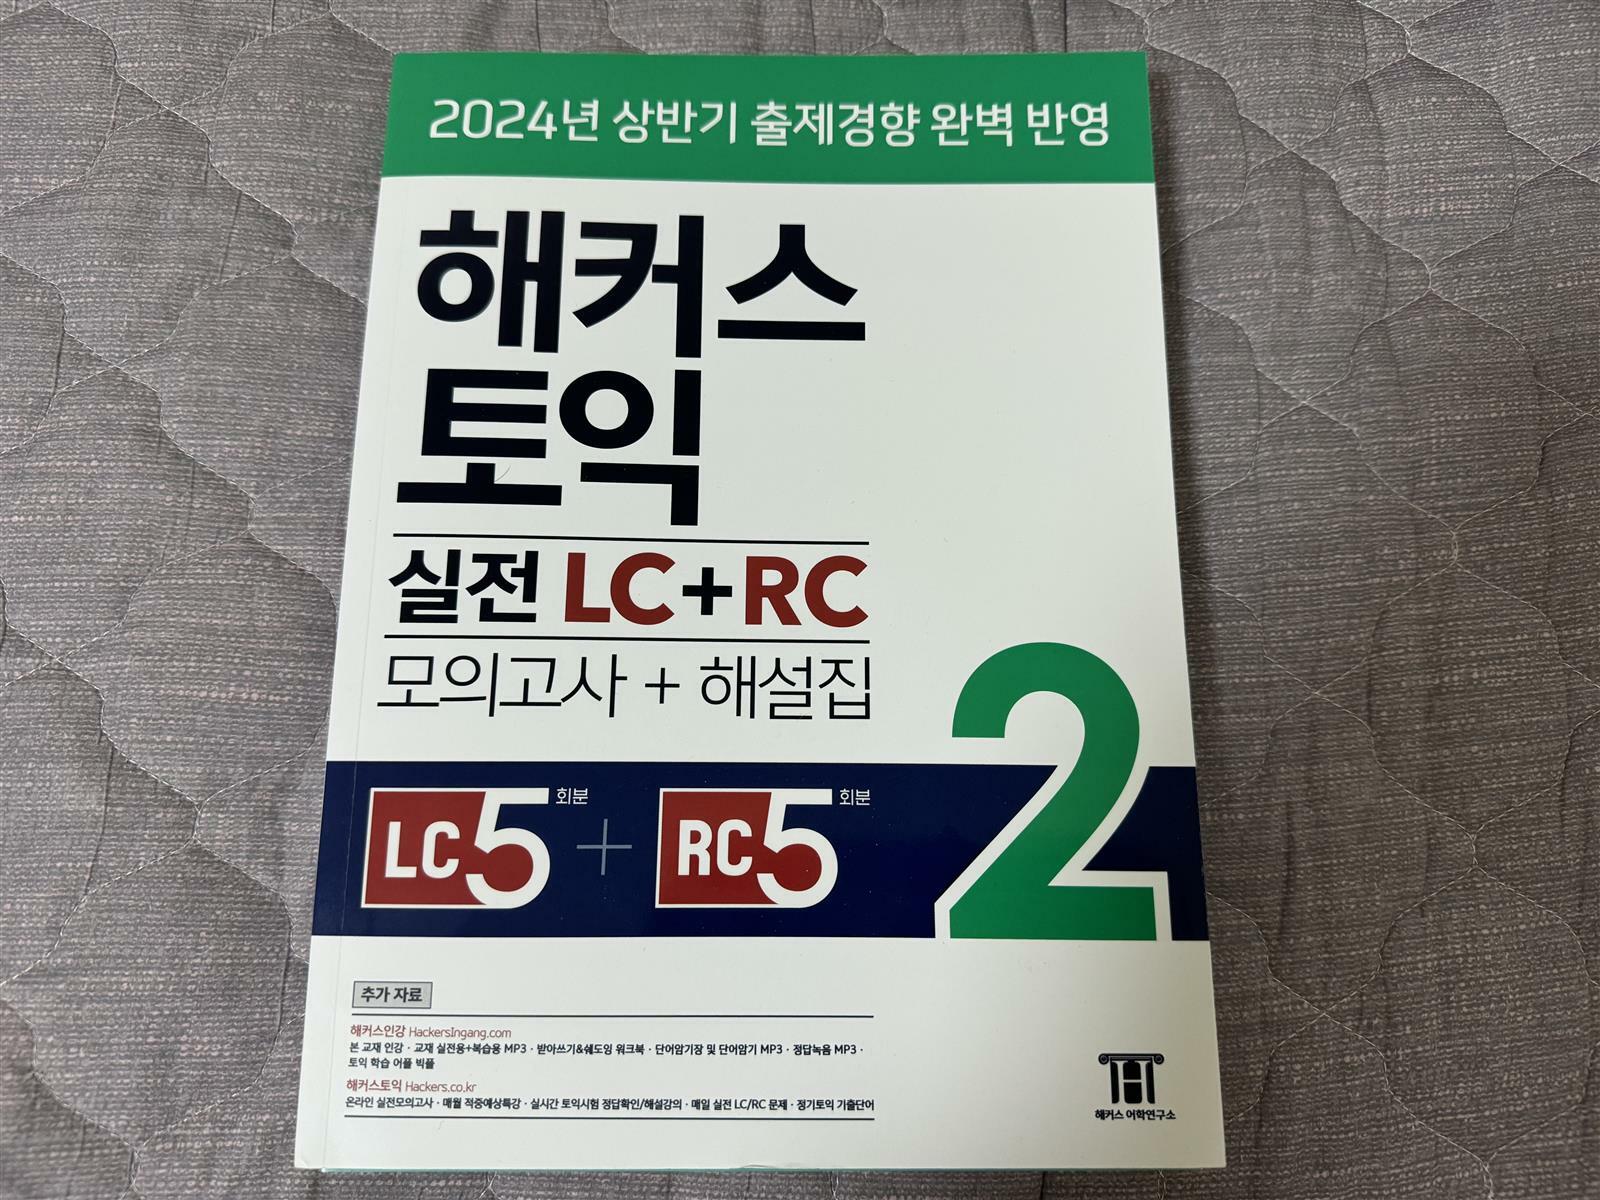 2024년 상반기 출제경향 완벽 반영
해커스
토익
실전 LC+RC
모의고사 + 해설집
2
LC 5 회분 + RC 5 회분
추가 자료
해커스인강 HackersIngang.com
본 교재 인강 · 교재 실전용+복습용 MP3 · 받아쓰기&쉐도잉 워크북 · 단어암기장 및 단어암기 MP3 · 정답녹음 MP3 ·
토익 학습 어플 빅플
해커스토익 Hackers.co.kr
온라인 실전모의고사 · 매월 적중예상특강 · 실시간 토익시험 정답확인/해설강의 · 매일 실전 LC/RC 문제 · 정기토익 기출단어
해커스 어학연구소